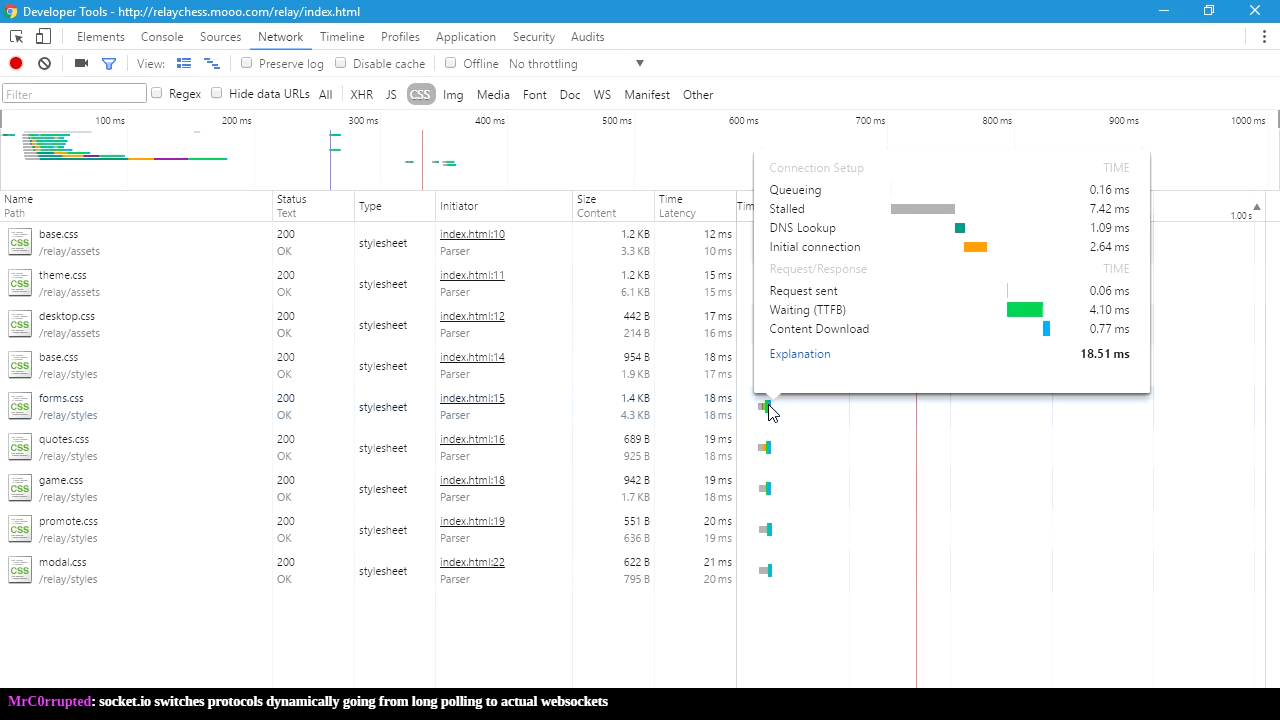 Developer Tools - http://relaychess.mooo.com/relay/index.html
Elements Console Sources Network Timeline Profiles Application Security Audits
View: Preserve log Disable cache Offline No throttling
Filter Regex Hide data URLs All XHR JS CSS Img Media Font Doc WS Manifest Other
100 ms 200 ms 300 ms 400 ms 500 ms 600 ms 700 ms 800 ms 900 ms 1000 ms
Name Status Type Initiator Size Time Tim
Path Text Content Latency 1.00 s
base.css 200 stylesheet index.html:10 1.2 KB 12 ms
/relay/assets OK Parser 3.3 KB 10 ms
theme.css 200 stylesheet index.html:11 1.2 KB 15 ms
/relay/assets OK Parser 6.1 KB 15 ms
desktop.css 200 stylesheet index.html:12 442 B 17 ms
/relay/assets OK Parser 214 B 16 ms
base.css 200 stylesheet index.html:14 954 B 18 ms
/relay/styles OK Parser 1.9 KB 17 ms
forms.css 200 stylesheet index.html:15 1.4 KB 18 ms
/relay/styles OK Parser 4.3 KB 18 ms
quotes.css 200 stylesheet index.html:16 689 B 19 ms
/relay/styles OK Parser 925 B 18 ms
game.css 200 stylesheet index.html:18 942 B 19 ms
/relay/styles OK Parser 1.7 KB 18 ms
promote.css 200 stylesheet index.html:19 551 B 20 ms
/relay/styles OK Parser 636 B 19 ms
modal.css 200 stylesheet index.html:22 622 B 21 ms
/relay/styles OK Parser 795 B 20 ms
Connection Setup TIME
Queueing 0.16 ms
Stalled 7.42 ms
DNS Lookup 1.09 ms
Initial connection 2.64 ms
Request/Response TIME
Request sent 0.06 ms
Waiting (TTFB) 4.10 ms
Content Download 0.77 ms
Explanation 18.51 ms
MrC0rrupted: socket.io switches protocols dynamically going from long polling to actual websockets